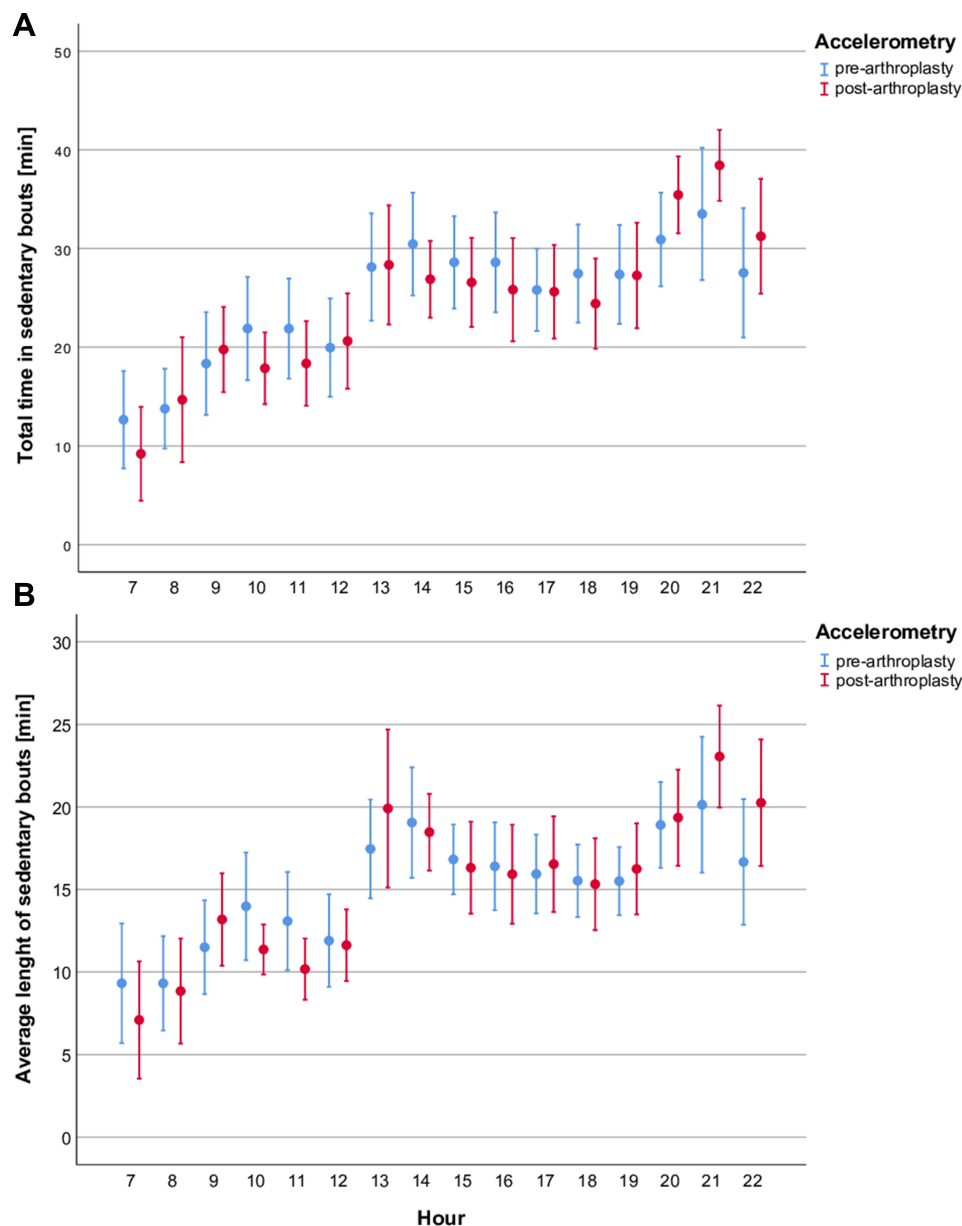 A
Accelerometry
pre-arthroplasty
post-arthroplasty
Total time in sedentary bouts [min]
50
40
30
20
10
0
7 8 9 10 11 12 13 14 15 16 17 18 19 20 21 22
B
Accelerometry
pre-arthroplasty
post-arthroplasty
Average lenght of sedentary bouts [min]
30
25
20
15
10
5
0
7 8 9 10 11 12 13 14 15 16 17 18 19 20 21 22
Hour